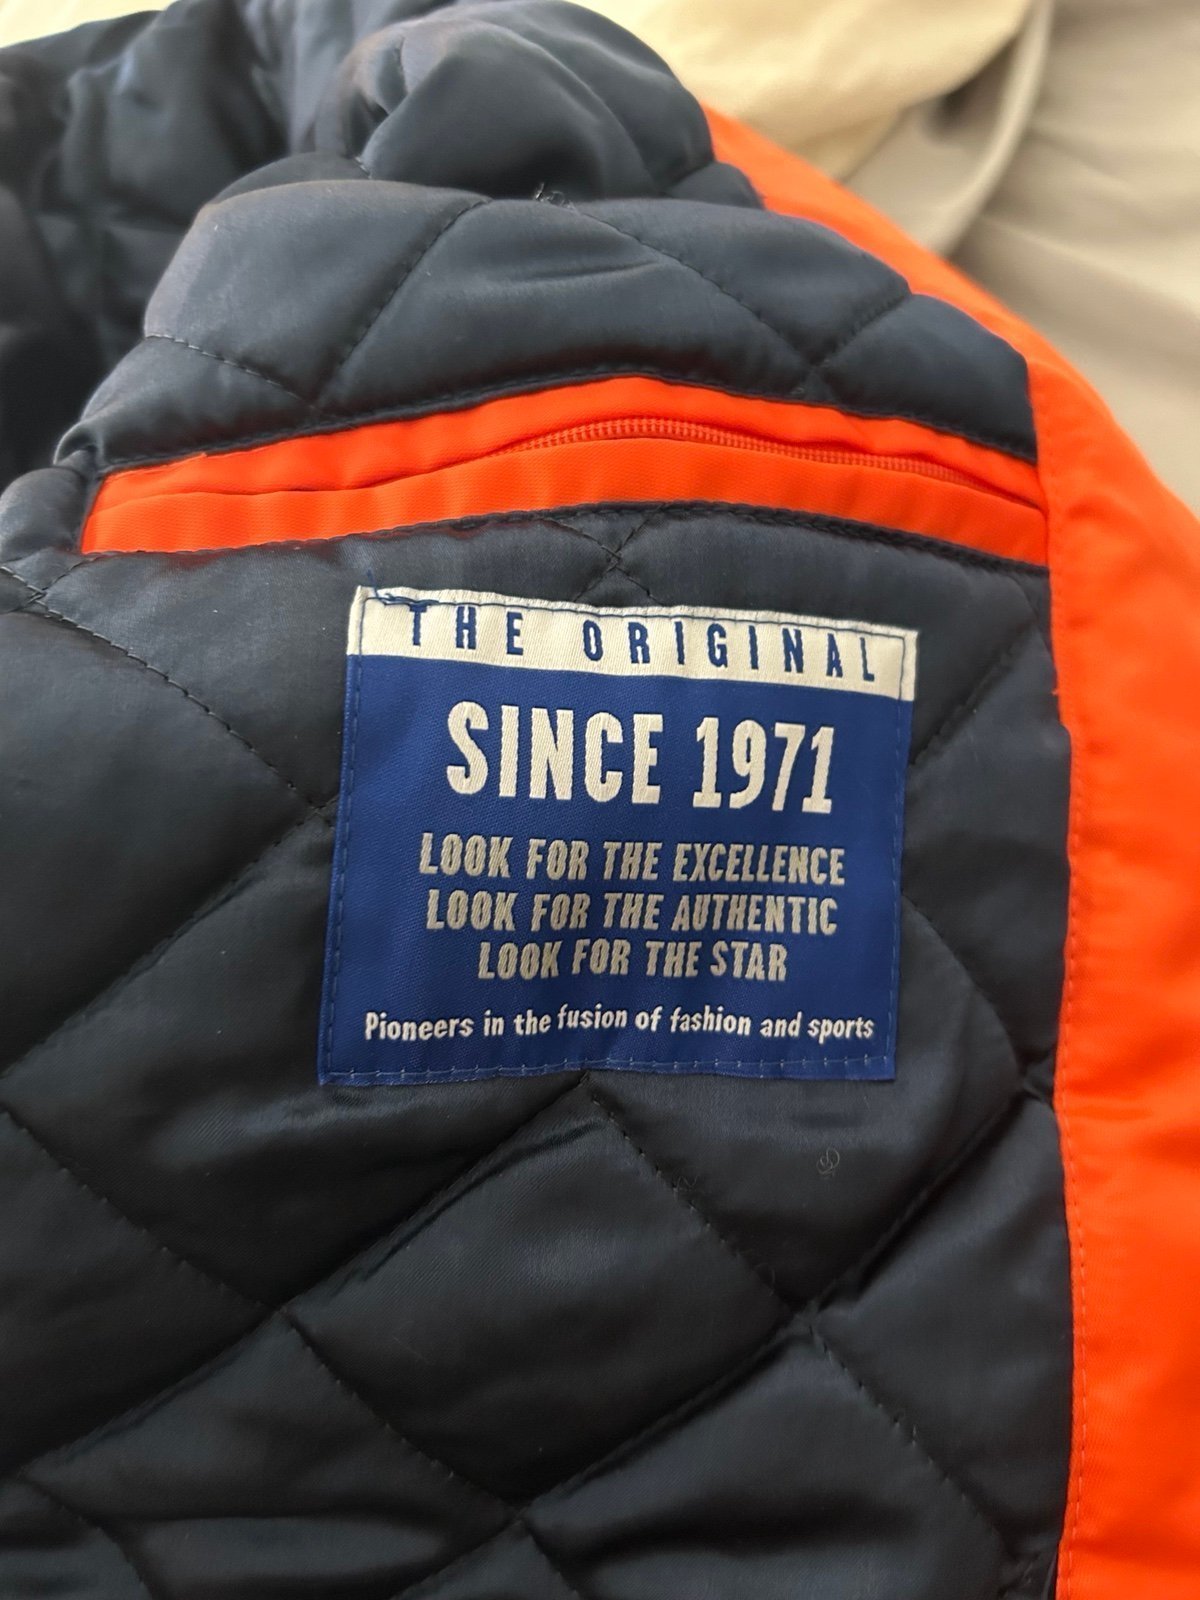 THE ORIGINAL
SINCE 1971
LOOK FOR THE EXCELLENCE
LOOK FOR THE AUTHENTIC
LOOK FOR THE STAR
Pioneers in the fusion of fashion and sports